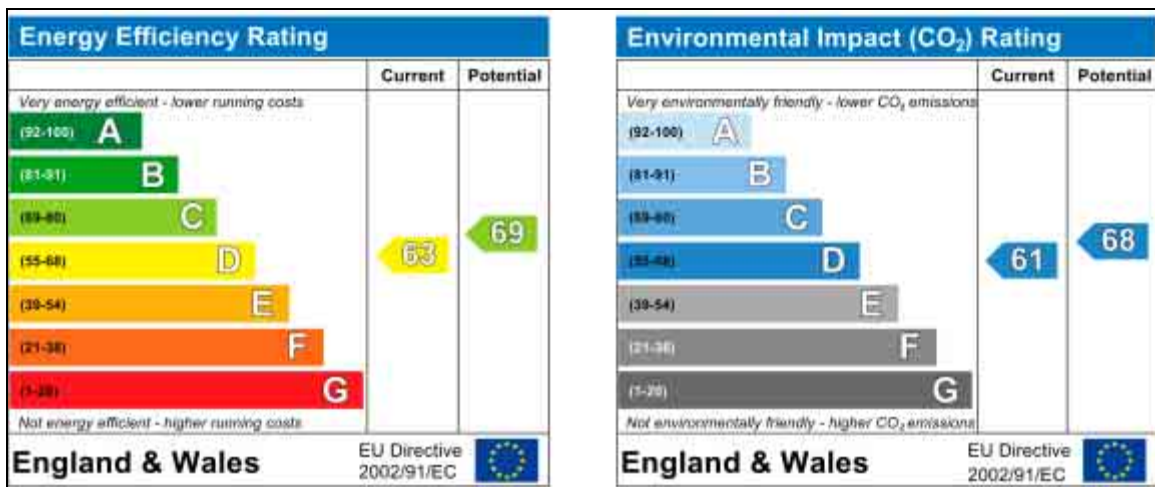 Energy Efficiency Rating
Current Potential
Very energy efficient - lower running costs
(92-100) A
(81-91) B
(69-80) C
(55-68) D
(39-54) E
(21-38) F
(1-20) G
63
69
Not energy efficient - higher running costs
England & Wales
EU Directive
2002/91/EC
Environmental Impact (CO₂) Rating
Current Potential
Very environmentally friendly - lower CO₂ emissions
(92-100) A
(81-91) B
(69-80) C
(55-68) D
(39-54) E
(21-38) F
(1-20) G
61
68
Not environmentally friendly - higher CO₂ emissions
England & Wales
EU Directive
2002/91/EC